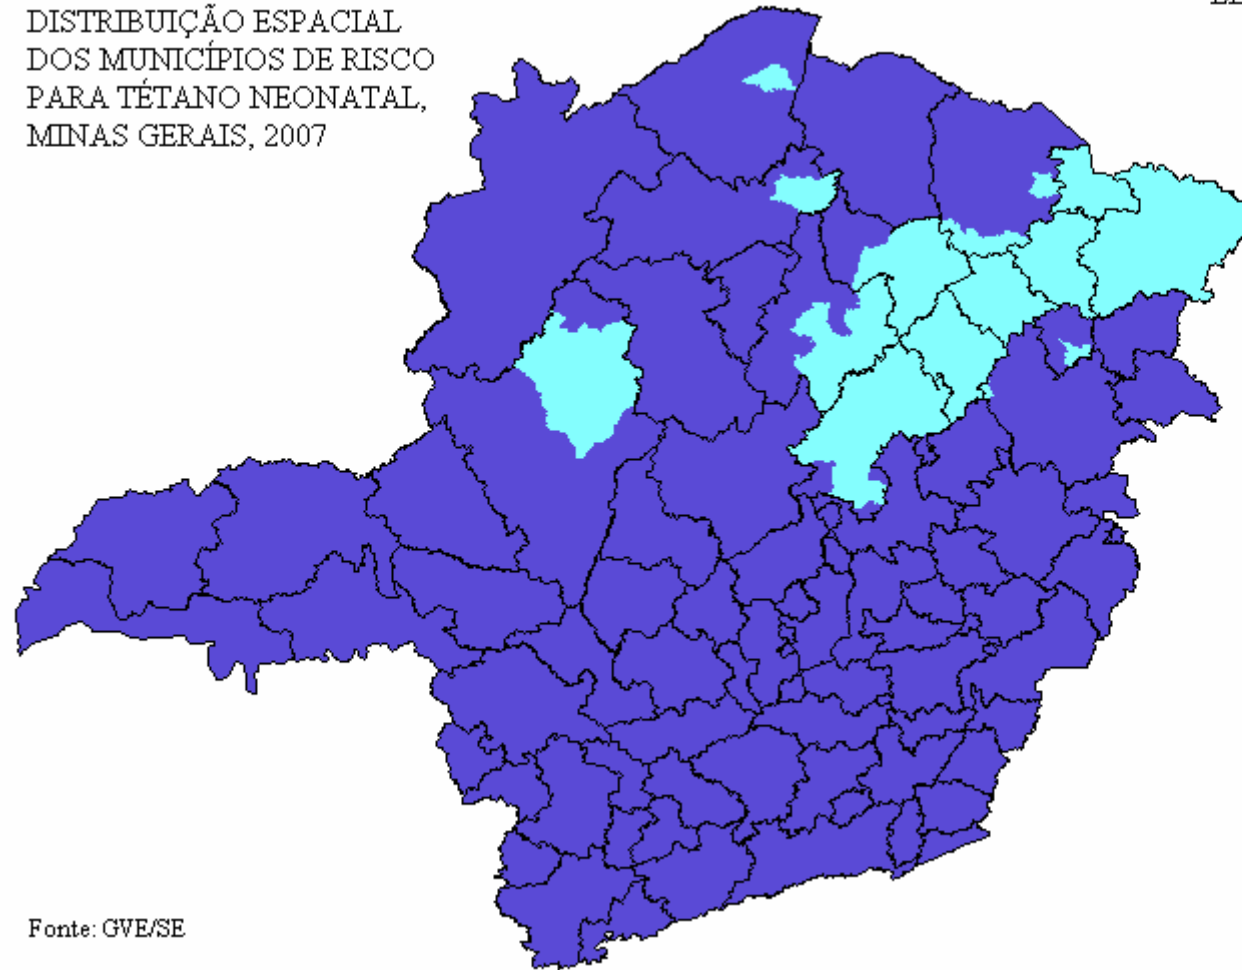 DISTRIBUIÇÃO ESPACIAL
DOS MUNICÍPIOS DE RISCO
PARA TÉTANO NEONATAL,
MINAS GERAIS, 2007
Fonte: GVE/SE